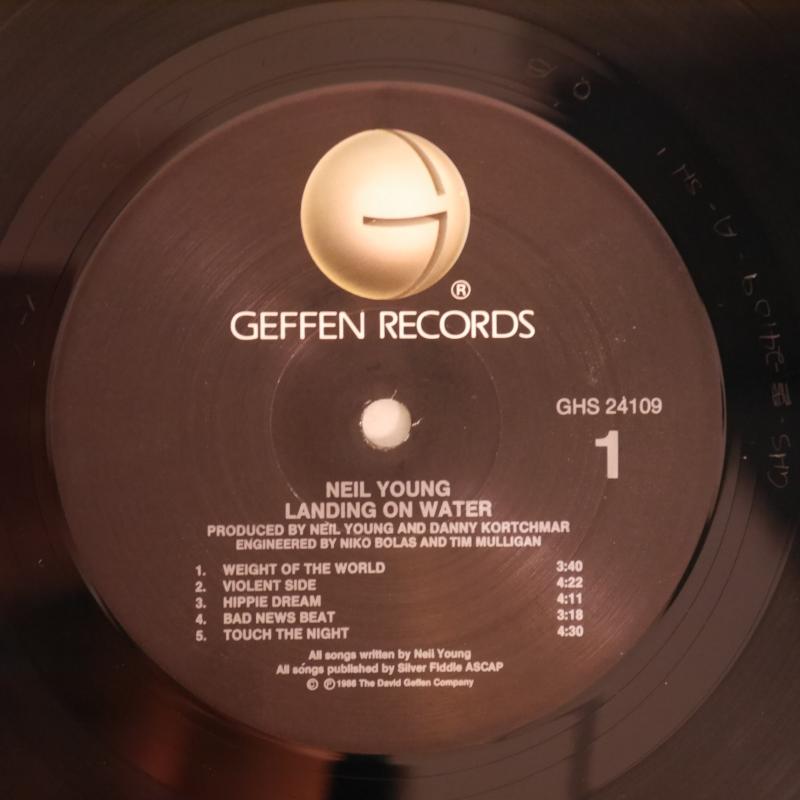 ®
GEFFEN RECORDS
GHS 24109
1
NEIL YOUNG
LANDING ON WATER
PRODUCED BY NEIL YOUNG AND DANNY KORTCHMAR
ENGINEERED BY NIKO BOLAS AND TIM MULLIGAN
1. WEIGHT OF THE WORLD 3:40
2. VIOLENT SIDE 4:22
3. HIPPIE DREAM 4:11
4. BAD NEWS BEAT 3:18
5. TOUCH THE NIGHT 4:30
All songs written by Neil Young
All songs published by Silver Fiddle ASCAP
© ℗ 1986 The David Geffen Company